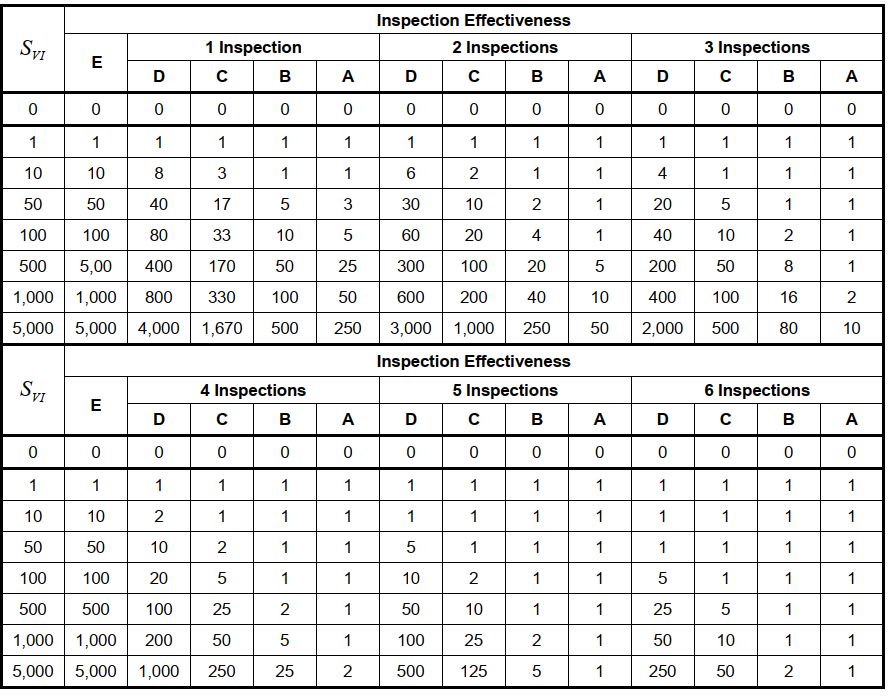 Inspection Effectiveness
S_VI E 1 Inspection 2 Inspections 3 Inspections
D C B A D C B A D C B A
0 0 0 0 0 0 0 0 0 0 0 0 0 0
1 1 1 1 1 1 1 1 1 1 1 1 1 1
10 10 8 3 1 1 6 2 1 1 4 1 1 1
50 50 40 17 5 3 30 10 2 1 20 5 1 1
100 100 80 33 10 5 60 20 4 1 40 10 2 1
500 5,00 400 170 50 25 300 100 20 5 200 50 8 1
1,000 1,000 800 330 100 50 600 200 40 10 400 100 16 2
5,000 5,000 4,000 1,670 500 250 3,000 1,000 250 50 2,000 500 80 10
Inspection Effectiveness
S_VI E 4 Inspections 5 Inspections 6 Inspections
D C B A D C B A D C B A
0 0 0 0 0 0 0 0 0 0 0 0 0 0
1 1 1 1 1 1 1 1 1 1 1 1 1 1
10 10 2 1 1 1 1 1 1 1 1 1 1 1
50 50 10 2 1 1 5 1 1 1 1 1 1 1
100 100 20 5 1 1 10 2 1 1 5 1 1 1
500 500 100 25 2 1 50 10 1 1 25 5 1 1
1,000 1,000 200 50 5 1 100 25 2 1 50 10 1 1
5,000 5,000 1,000 250 25 2 500 125 5 1 250 50 2 1